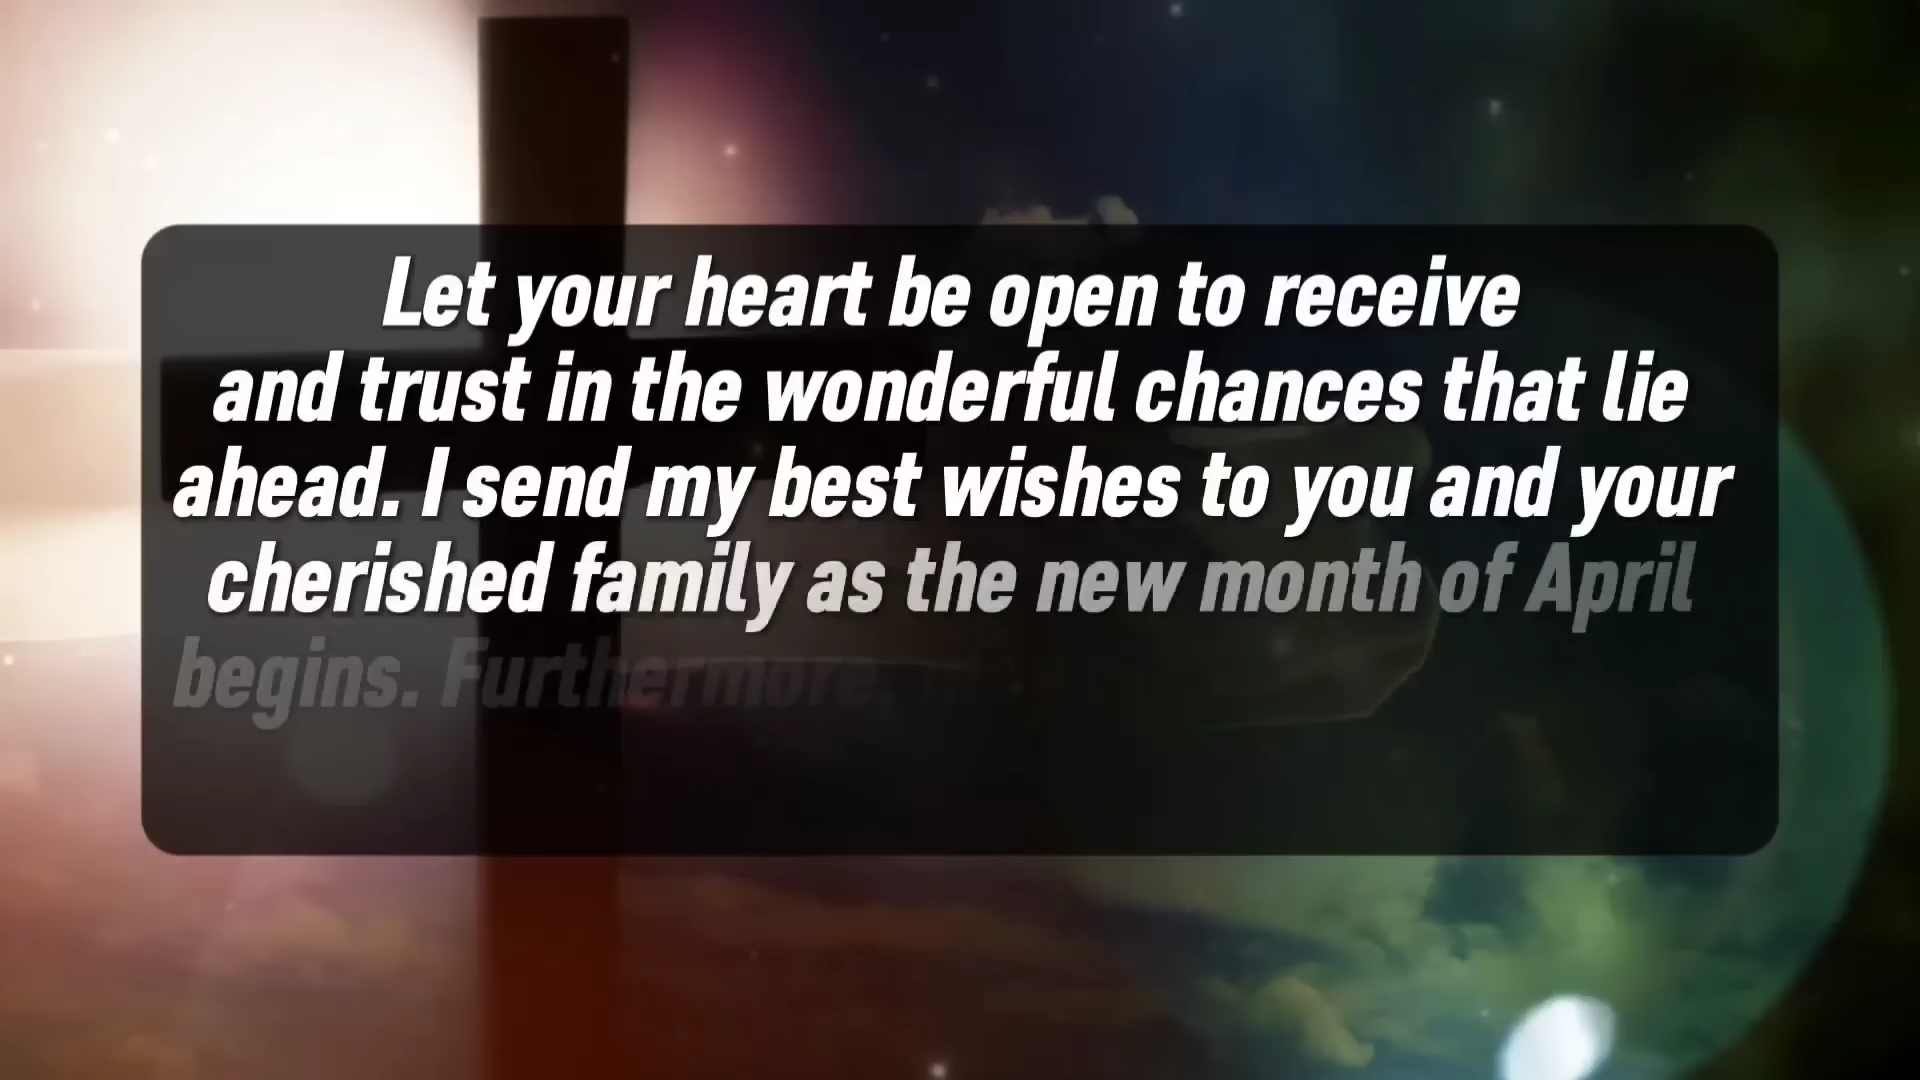 Let your heart be open to receive
and trust in the wonderful chances that lie
ahead. I send my best wishes to you and your
cherished family as the new month of April
begins. Furthermore,